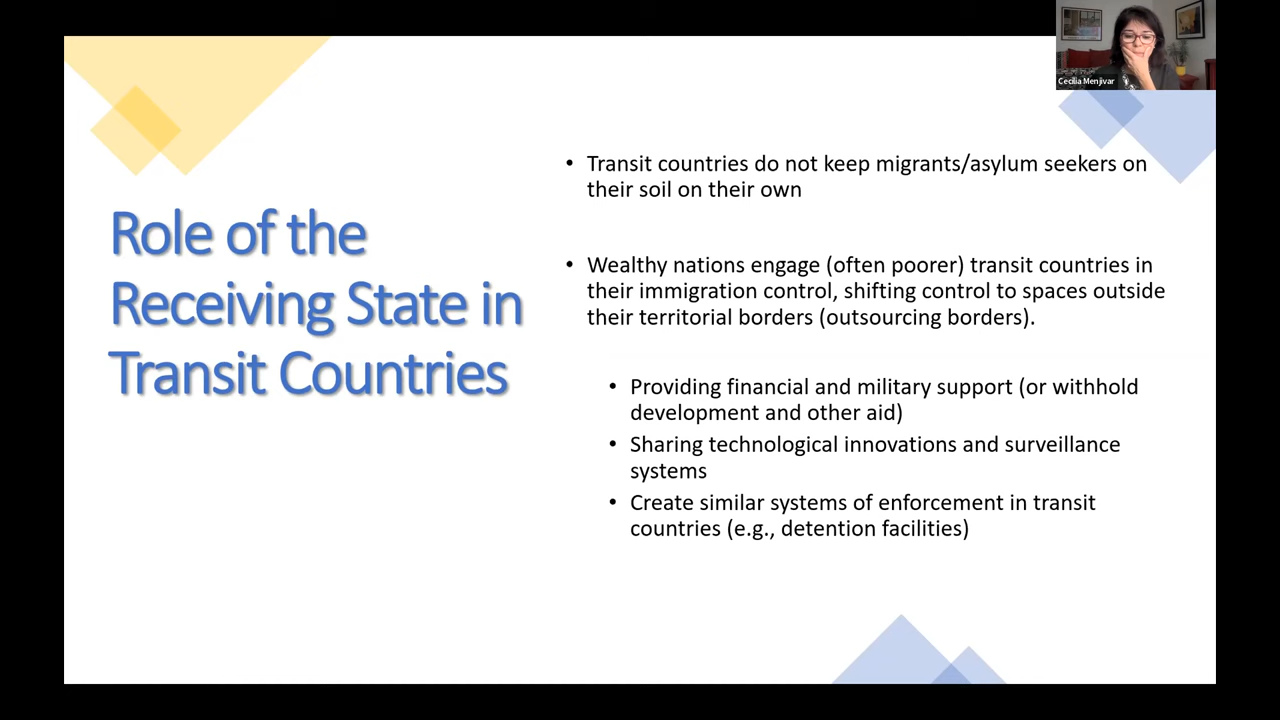 Cecilia Menjivar
Role of the
Receiving State in
Transit Countries
• Transit countries do not keep migrants/asylum seekers on
their soil on their own
• Wealthy nations engage (often poorer) transit countries in
their immigration control, shifting control to spaces outside
their territorial borders (outsourcing borders).
• Providing financial and military support (or withhold
development and other aid)
• Sharing technological innovations and surveillance
systems
• Create similar systems of enforcement in transit
countries (e.g., detention facilities)